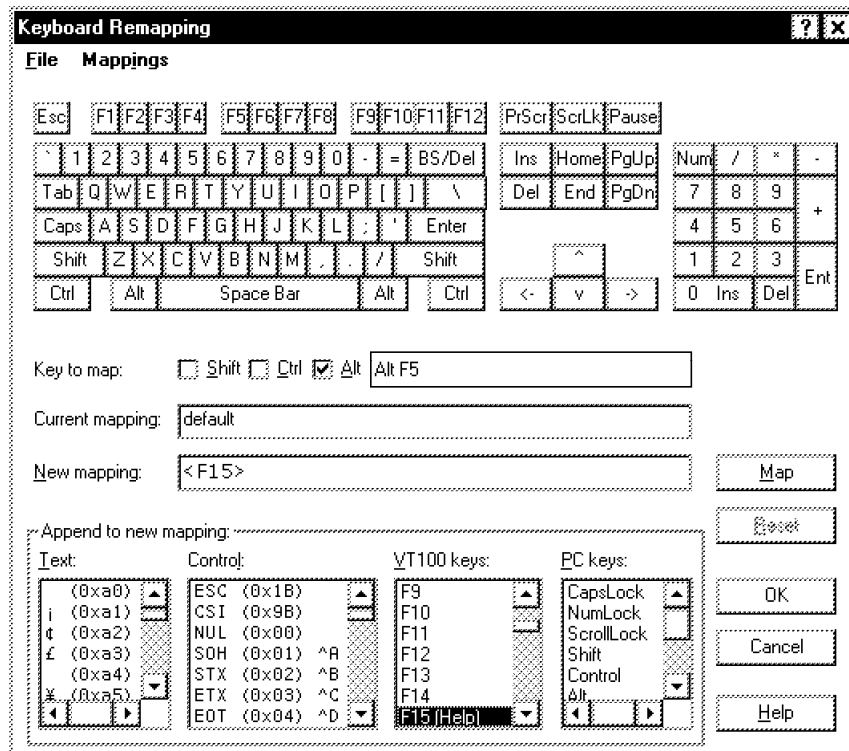 Keyboard Remapping ? X
File Mappings
Esc F1 F2 F3 F4 F5 F6 F7 F8 F9 F10 F11 F12 PrScr ScrLk Pause
` 1 2 3 4 5 6 7 8 9 0 - = BS/Del Ins Home PgUp Num / * -
Tab Q W E R T Y U I O P [ ] \ Del End PgDn 7 8 9 +
Caps A S D F G H J K L ; ' Enter 4 5 6
Shift Z X C V B N M , . / Shift ^ 1 2 3 Ent
Ctrl Alt Space Bar Alt Ctrl <- v -> 0 Ins Del
Key to map: Shift Ctrl Alt Alt F5
Current mapping: default
New mapping: <F15> Map
Append to new mapping: Reset
Text: Control: VT100 keys: PC keys:
(0xa0) ESC (0x1B) F9 CapsLock OK
¡ (0xa1) CSI (0x9B) F10 NumLock
¢ (0xa2) NUL (0x00) F11 ScrollLock
£ (0xa3) SOH (0x01) ^A F12 Shift Cancel
(0xa4) STX (0x02) ^B F13 Control
¥ (0xa5) ETX (0x03) ^C F14 Alt
EOT (0x04) ^D F15 (Help) Help